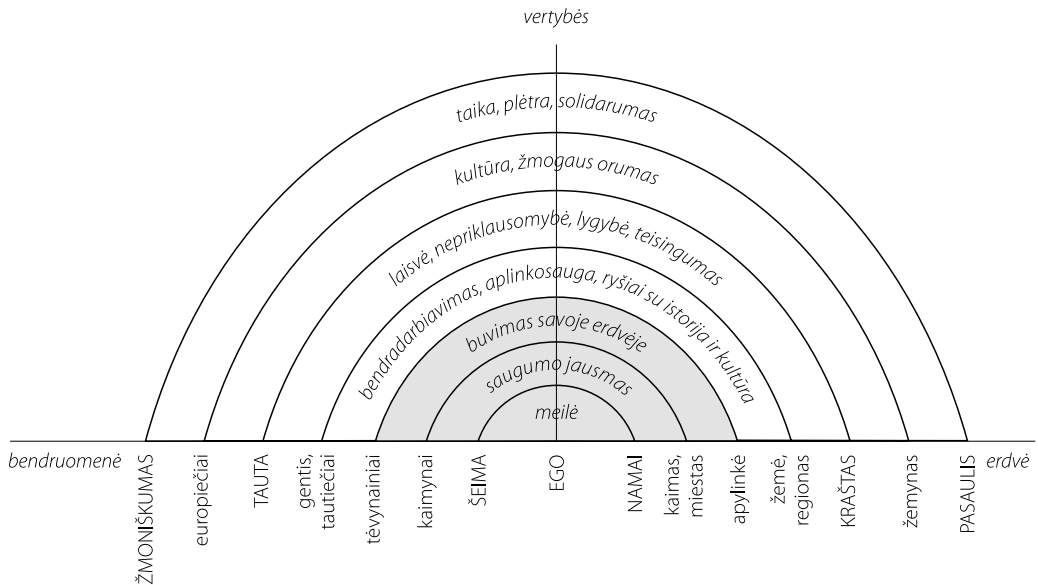 vertybės
taika, plėtra, solidarumas
kultūra, žmogaus orumas
laisvė, nepriklausomybė, lygybė, teisingumas
bendradarbiavimas, aplinkosauga, ryšiai su istorija ir kultūra
buvimas savoje erdvėje
saugumo jausmas
meilė
bendruomenė
ŽMONIŠKUMAS
europiečiai
TAUTA
gentis,
tautiečiai
tėvynainiai
kaimynai
ŠEIMA
EGO
NAMAI
kaimas,
miestas
apylinkė
žemė,
regionas
KRAŠTAS
žemynas
PASAULIS
erdvė